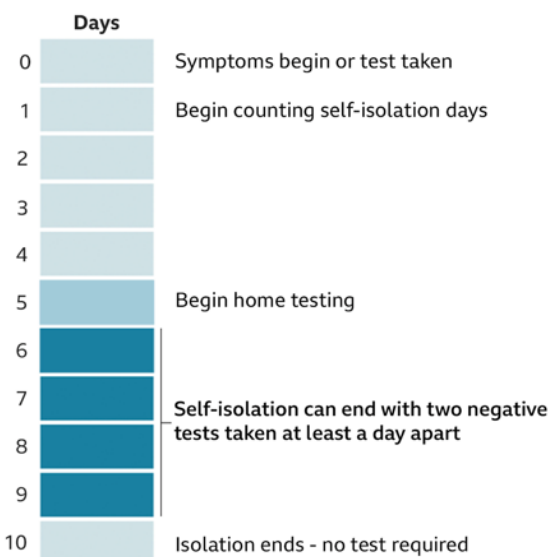 Days
0 Symptoms begin or test taken
1 Begin counting self-isolation days
2
3
4
5 Begin home testing
6
7
Self-isolation can end with two negative
tests taken at least a day apart
8
9
10 Isolation ends - no test required